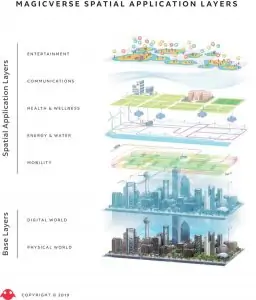 MAGICVERSE SPATIAL APPLICATION LAYERS
Spatial Application Layers
ENTERTAINMENT
COMMUNICATIONS
HEALTH & WELLNESS
ENERGY & WATER
MOBILITY
Base Layers
DIGITAL WORLD
PHYSICAL WORLD
COPYRIGHT © 2019